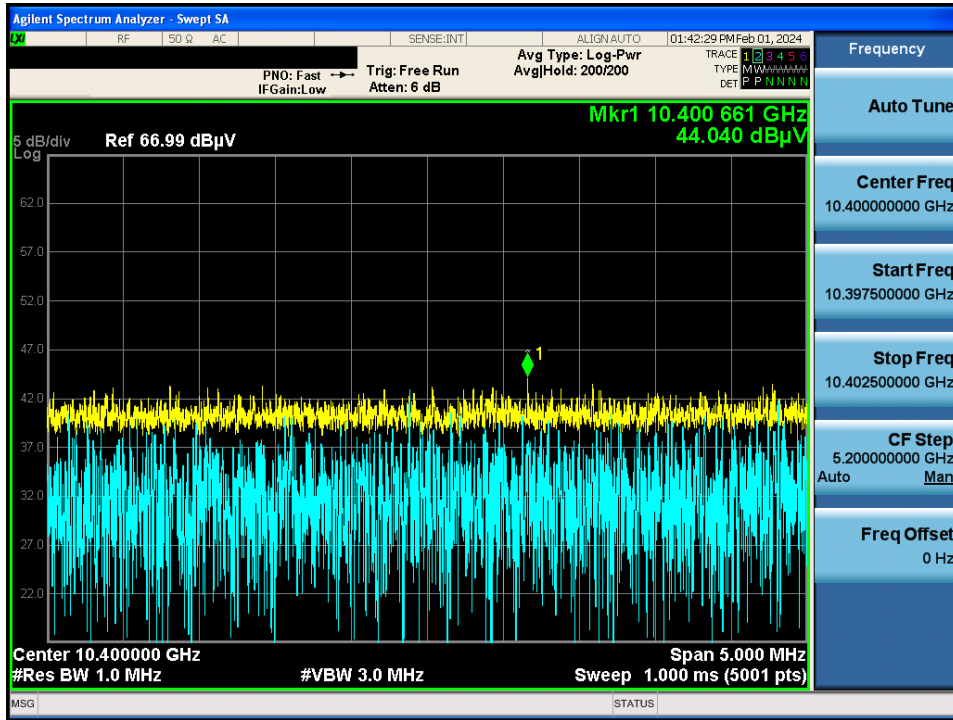 Agilent Spectrum Analyzer - Swept SA
LXI RF 50 Ω AC SENSE:INT ALIGN AUTO 01:42:29 PM Feb 01, 2024
PNO: Fast
IFGain:Low
Trig: Free Run
Atten: 6 dB
Avg Type: Log-Pwr
Avg|Hold: 200/200
TRACE 1 2 3 4 5 6
TYPE M W W W W W
DET P P N N N N
Mkr1 10.400 661 GHz
44.040 dBµV
5 dB/div Ref 66.99 dBµV
Log
62.0
57.0
52.0
47.0
42.0
37.0
32.0
27.0
22.0
1
Center 10.400000 GHz Span 5.000 MHz
#Res BW 1.0 MHz #VBW 3.0 MHz Sweep 1.000 ms (5001 pts)
MSG STATUS
Frequency
Auto Tune
Center Freq
10.400000000 GHz
Start Freq
10.397500000 GHz
Stop Freq
10.402500000 GHz
CF Step
5.200000000 GHz
Auto Man
Freq Offset
0 Hz